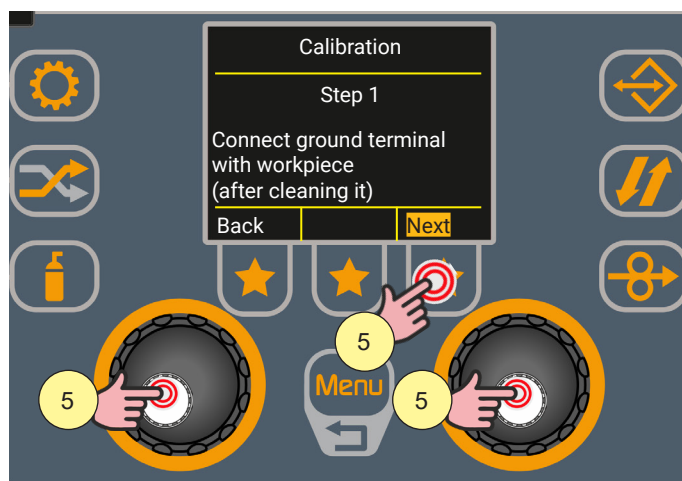 Calibration
Step 1
Connect ground terminal
with workpiece
(after cleaning it)
Back Next
5
5 Menu 5